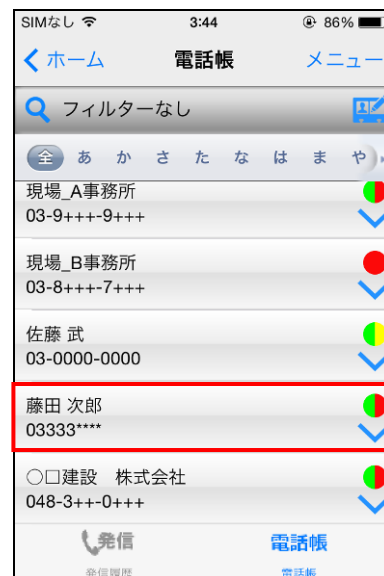 SIMなし 3:44 86%
ホーム 電話帳 メニュー
フィルターなし
全 あ か さ た な は ま や
現場_A事務所
03-9+++-9+++
現場_B事務所
03-8+++-7+++
佐藤 武
03-0000-0000
藤田 次郎
03333****
○□建設 株式会社
048-3++-0+++
発信 電話帳
発信履歴 電話帳